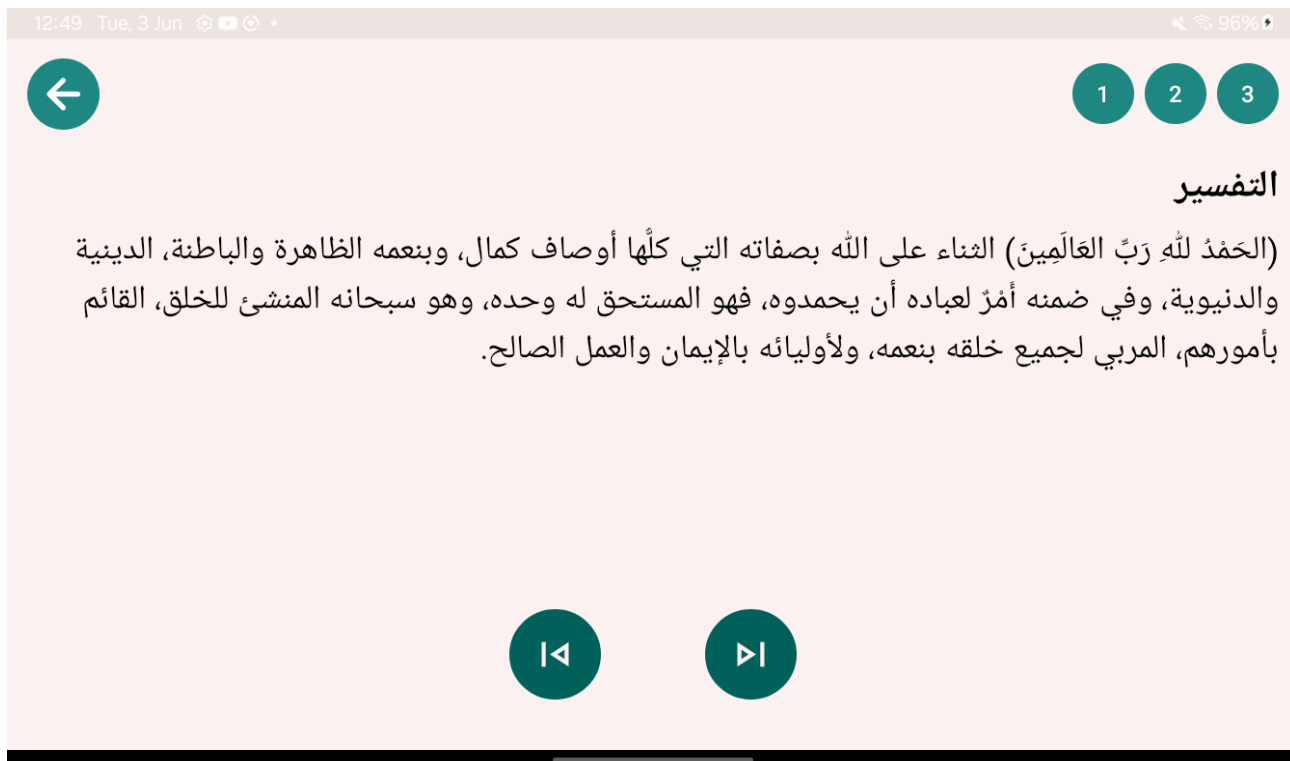 12:49 Tue, 3 Jun
96%
1 2 3
التفسير
(الحَمْدُ للّٰهِ رَبِّ العَالَمِينَ) الثناء على الله بصفاته التي كلُّها أوصاف كمال، وبنعمه الظاهرة والباطنة، الدينية
والدنيوية، وفي ضمنه أَمْرٌ لعباده أن يحمدوه، فهو المستحق له وحده، وهو سبحانه المنشئ للخلق، القائم
بأمورهم، المربي لجميع خلقه بنعمه، ولأوليائه بالإيمان والعمل الصالح.